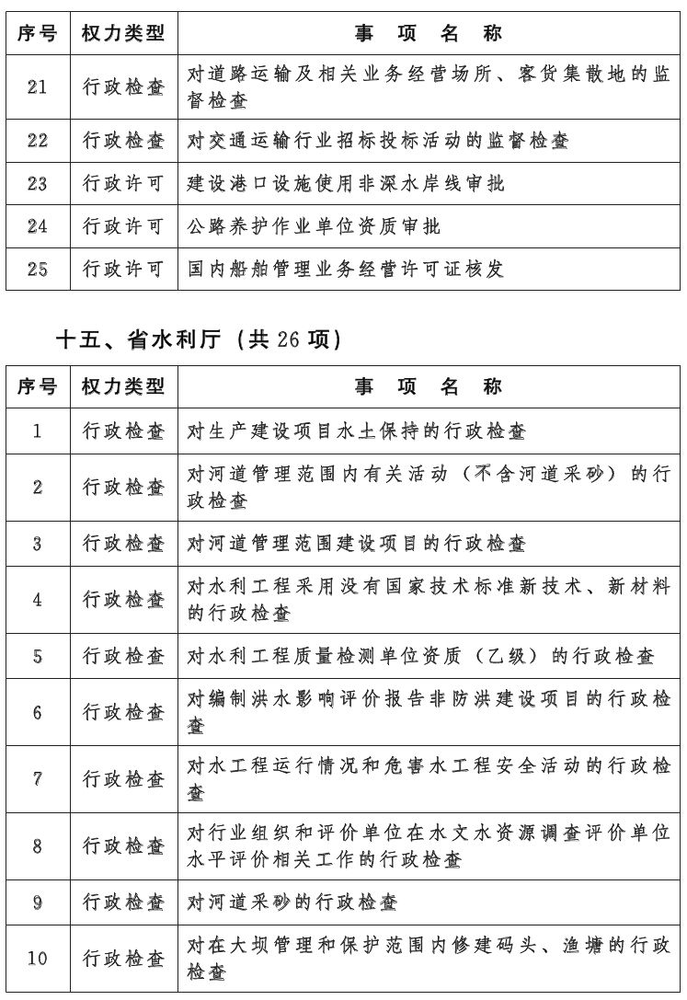 序号 权力类型 事项名称
21 行政检查 对道路运输及相关业务经营场所、客货集散地的监
督检查
22 行政检查 对交通运输行业招标投标活动的监督检查
23 行政许可 建设港口设施使用非深水岸线审批
24 行政许可 公路养护作业单位资质审批
25 行政许可 国内船舶管理业务经营许可证核发
十五、省水利厅（共 26 项）
序号 权力类型 事项名称
1 行政检查 对生产建设项目水土保持的行政检查
2 行政检查 对河道管理范围内有关活动（不含河道采砂）的行
政检查
3 行政检查 对河道管理范围建设项目的行政检查
4 行政检查 对水利工程采用没有国家技术标准新技术、新材料
的行政检查
5 行政检查 对水利工程质量检测单位资质（乙级）的行政检查
6 行政检查 对编制洪水影响评价报告非防洪建设项目的行政检
查
7 行政检查 对水工程运行情况和危害水工程安全活动的行政检
查
8 行政检查 对行业组织和评价单位在水文水资源调查评价单位
水平评价相关工作的行政检查
9 行政检查 对河道采砂的行政检查
10 行政检查 对在大坝管理和保护范围内修建码头、渔塘的行政
检查